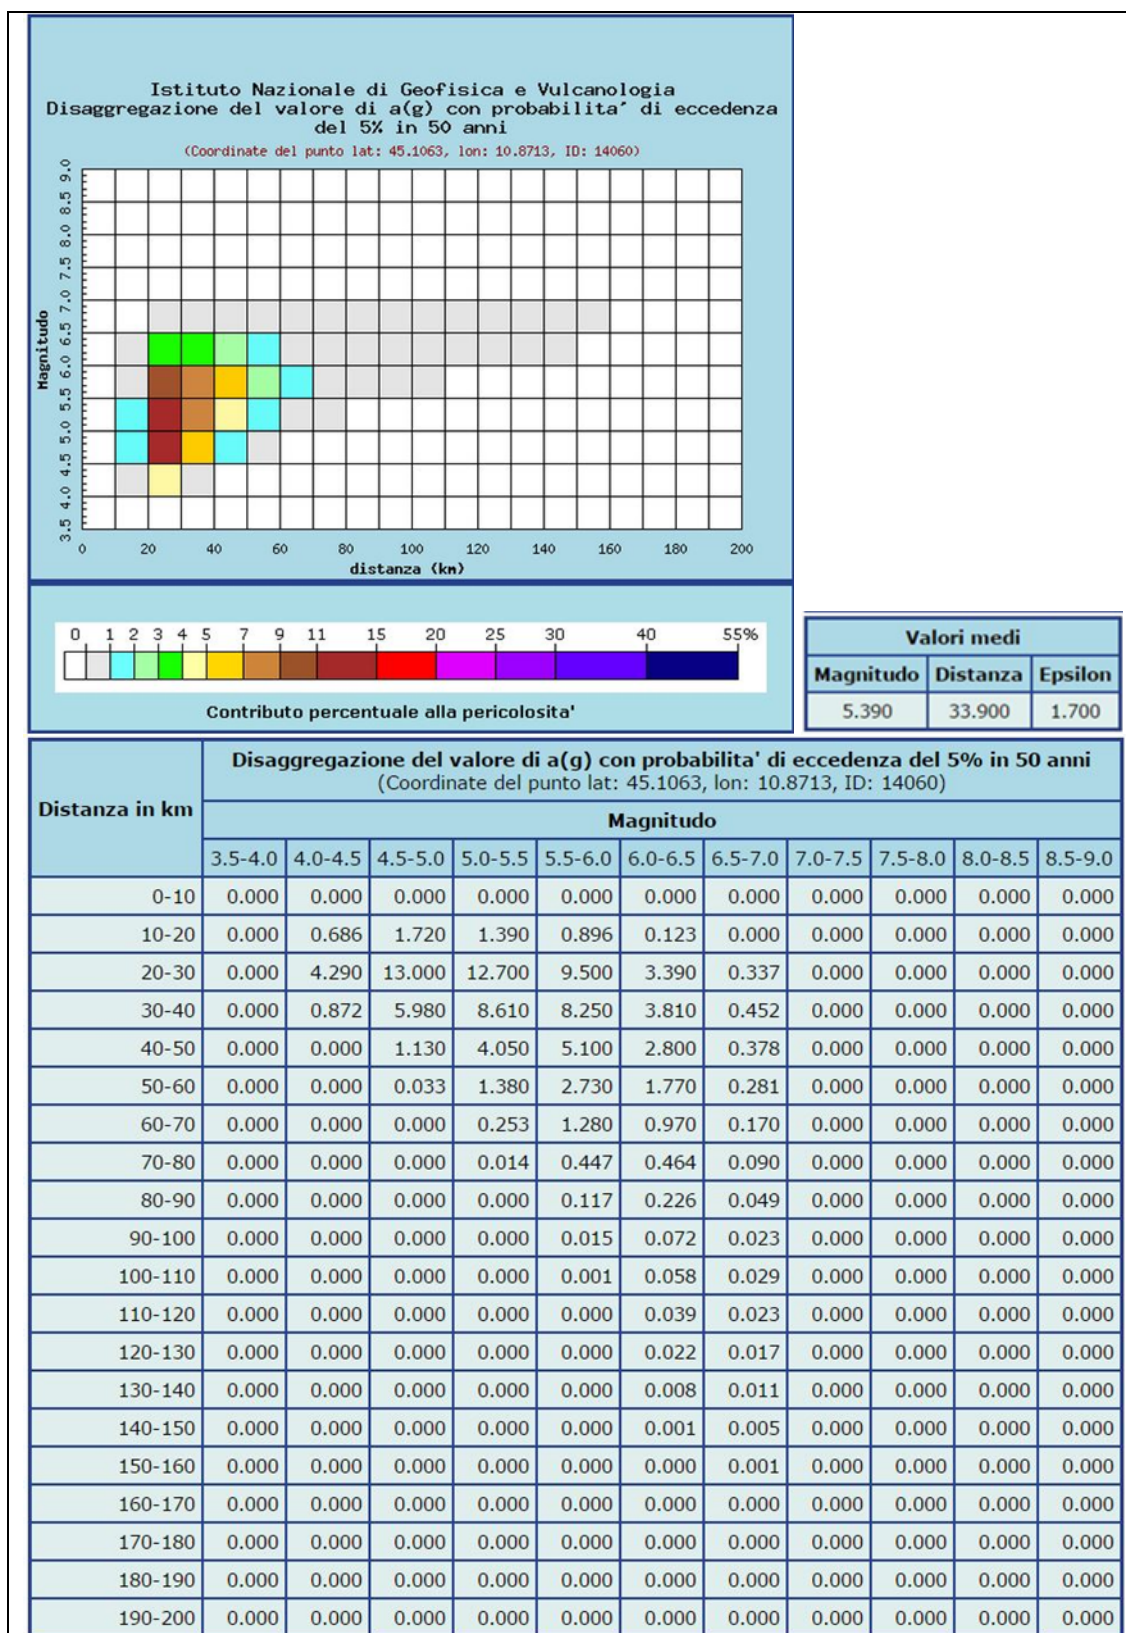 Istituto Nazionale di Geofisica e Vulcanologia
Disaggregazione del valore di a(g) con probabilita' di eccedenza
del 5% in 50 anni
(Coordinate del punto lat: 45.1063, lon: 10.8713, ID: 14060)
Magnitudo
9.0
8.5
8.0
7.5
7.0
6.5
6.0
5.5
5.0
4.5
4.0
3.5
0 20 40 60 80 100 120 140 160 180 200
distanza (km)
0 1 2 3 4 5 7 9 11 15 20 25 30 40 55%
Contributo percentuale alla pericolosita'
Valori medi
Magnitudo Distanza Epsilon
5.390 33.900 1.700
Disaggregazione del valore di a(g) con probabilita' di eccedenza del 5% in 50 anni
(Coordinate del punto lat: 45.1063, lon: 10.8713, ID: 14060)
Distanza in km
Magnitudo
3.5-4.0 4.0-4.5 4.5-5.0 5.0-5.5 5.5-6.0 6.0-6.5 6.5-7.0 7.0-7.5 7.5-8.0 8.0-8.5 8.5-9.0
0-10 0.000 0.000 0.000 0.000 0.000 0.000 0.000 0.000 0.000 0.000 0.000
10-20 0.000 0.686 1.720 1.390 0.896 0.123 0.000 0.000 0.000 0.000 0.000
20-30 0.000 4.290 13.000 12.700 9.500 3.390 0.337 0.000 0.000 0.000 0.000
30-40 0.000 0.872 5.980 8.610 8.250 3.810 0.452 0.000 0.000 0.000 0.000
40-50 0.000 0.000 1.130 4.050 5.100 2.800 0.378 0.000 0.000 0.000 0.000
50-60 0.000 0.000 0.033 1.380 2.730 1.770 0.281 0.000 0.000 0.000 0.000
60-70 0.000 0.000 0.000 0.253 1.280 0.970 0.170 0.000 0.000 0.000 0.000
70-80 0.000 0.000 0.000 0.014 0.447 0.464 0.090 0.000 0.000 0.000 0.000
80-90 0.000 0.000 0.000 0.000 0.117 0.226 0.049 0.000 0.000 0.000 0.000
90-100 0.000 0.000 0.000 0.000 0.015 0.072 0.023 0.000 0.000 0.000 0.000
100-110 0.000 0.000 0.000 0.000 0.001 0.058 0.029 0.000 0.000 0.000 0.000
110-120 0.000 0.000 0.000 0.000 0.000 0.039 0.023 0.000 0.000 0.000 0.000
120-130 0.000 0.000 0.000 0.000 0.000 0.022 0.017 0.000 0.000 0.000 0.000
130-140 0.000 0.000 0.000 0.000 0.000 0.008 0.011 0.000 0.000 0.000 0.000
140-150 0.000 0.000 0.000 0.000 0.000 0.001 0.005 0.000 0.000 0.000 0.000
150-160 0.000 0.000 0.000 0.000 0.000 0.000 0.001 0.000 0.000 0.000 0.000
160-170 0.000 0.000 0.000 0.000 0.000 0.000 0.000 0.000 0.000 0.000 0.000
170-180 0.000 0.000 0.000 0.000 0.000 0.000 0.000 0.000 0.000 0.000 0.000
180-190 0.000 0.000 0.000 0.000 0.000 0.000 0.000 0.000 0.000 0.000 0.000
190-200 0.000 0.000 0.000 0.000 0.000 0.000 0.000 0.000 0.000 0.000 0.000